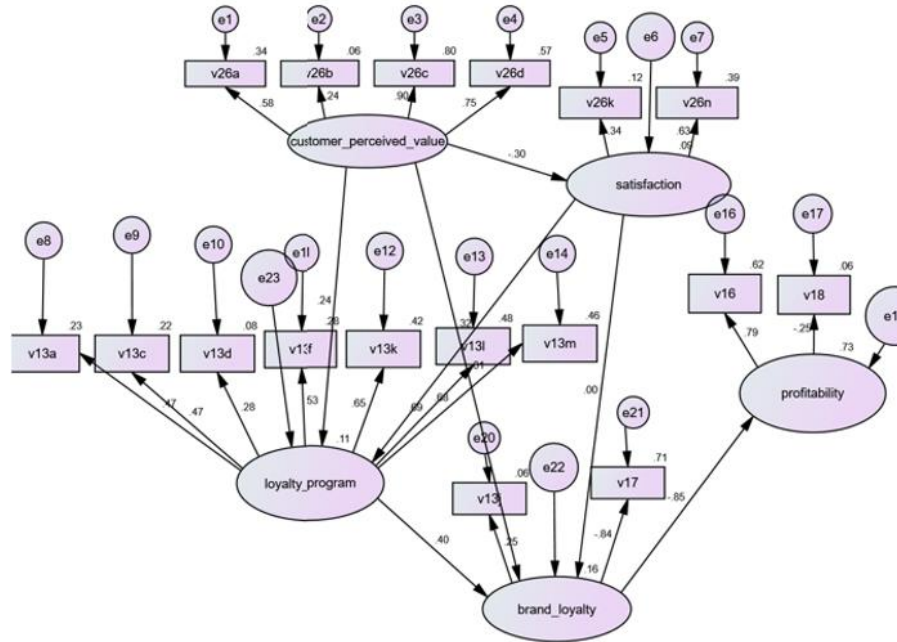 e1
e2
e3
e4
.34
.06
.80
.57
v26a
v26b
v26c
v26d
.58
.24
.90
.75
customer_perceived_value
e5
e6
e7
.12
.39
v26k
v26n
.34
.63
.09
-.30
satisfaction
e8
e9
e10
e23
e11
e12
e13
e14
.24
.23
.22
.08
.28
.42
.32
.48
.46
v13a
v13c
v13d
v13f
v13k
v13l
v13m
.47
.47
.28
.53
.65
.69
.68
.31
.11
loyalty_program
e16
e17
.62
.06
v16
v18
.79
-.25
.73
profitability
.00
e20
e22
e21
.06
.71
v13j
v17
.40
.25
-.84
-.85
.16
brand_loyalty